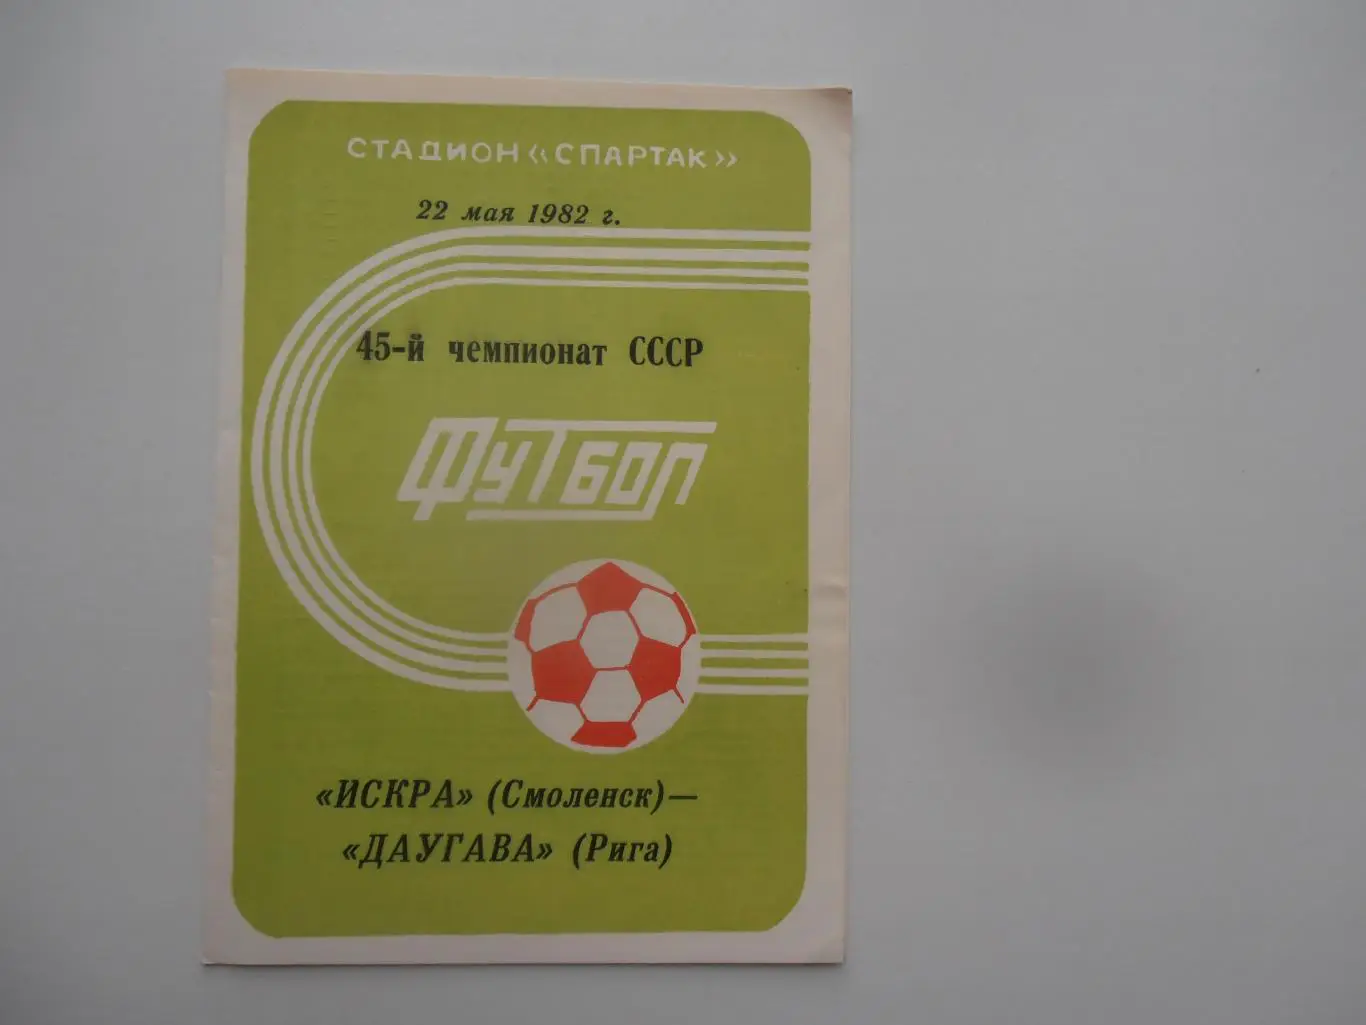 СТАДИОН «СПАРТАК»
22 мая 1982 г.
45-й чемпионат СССР
ФУТБОЛ
«ИСКРА» (Смоленск)—
«ДАУГАВА» (Рига)